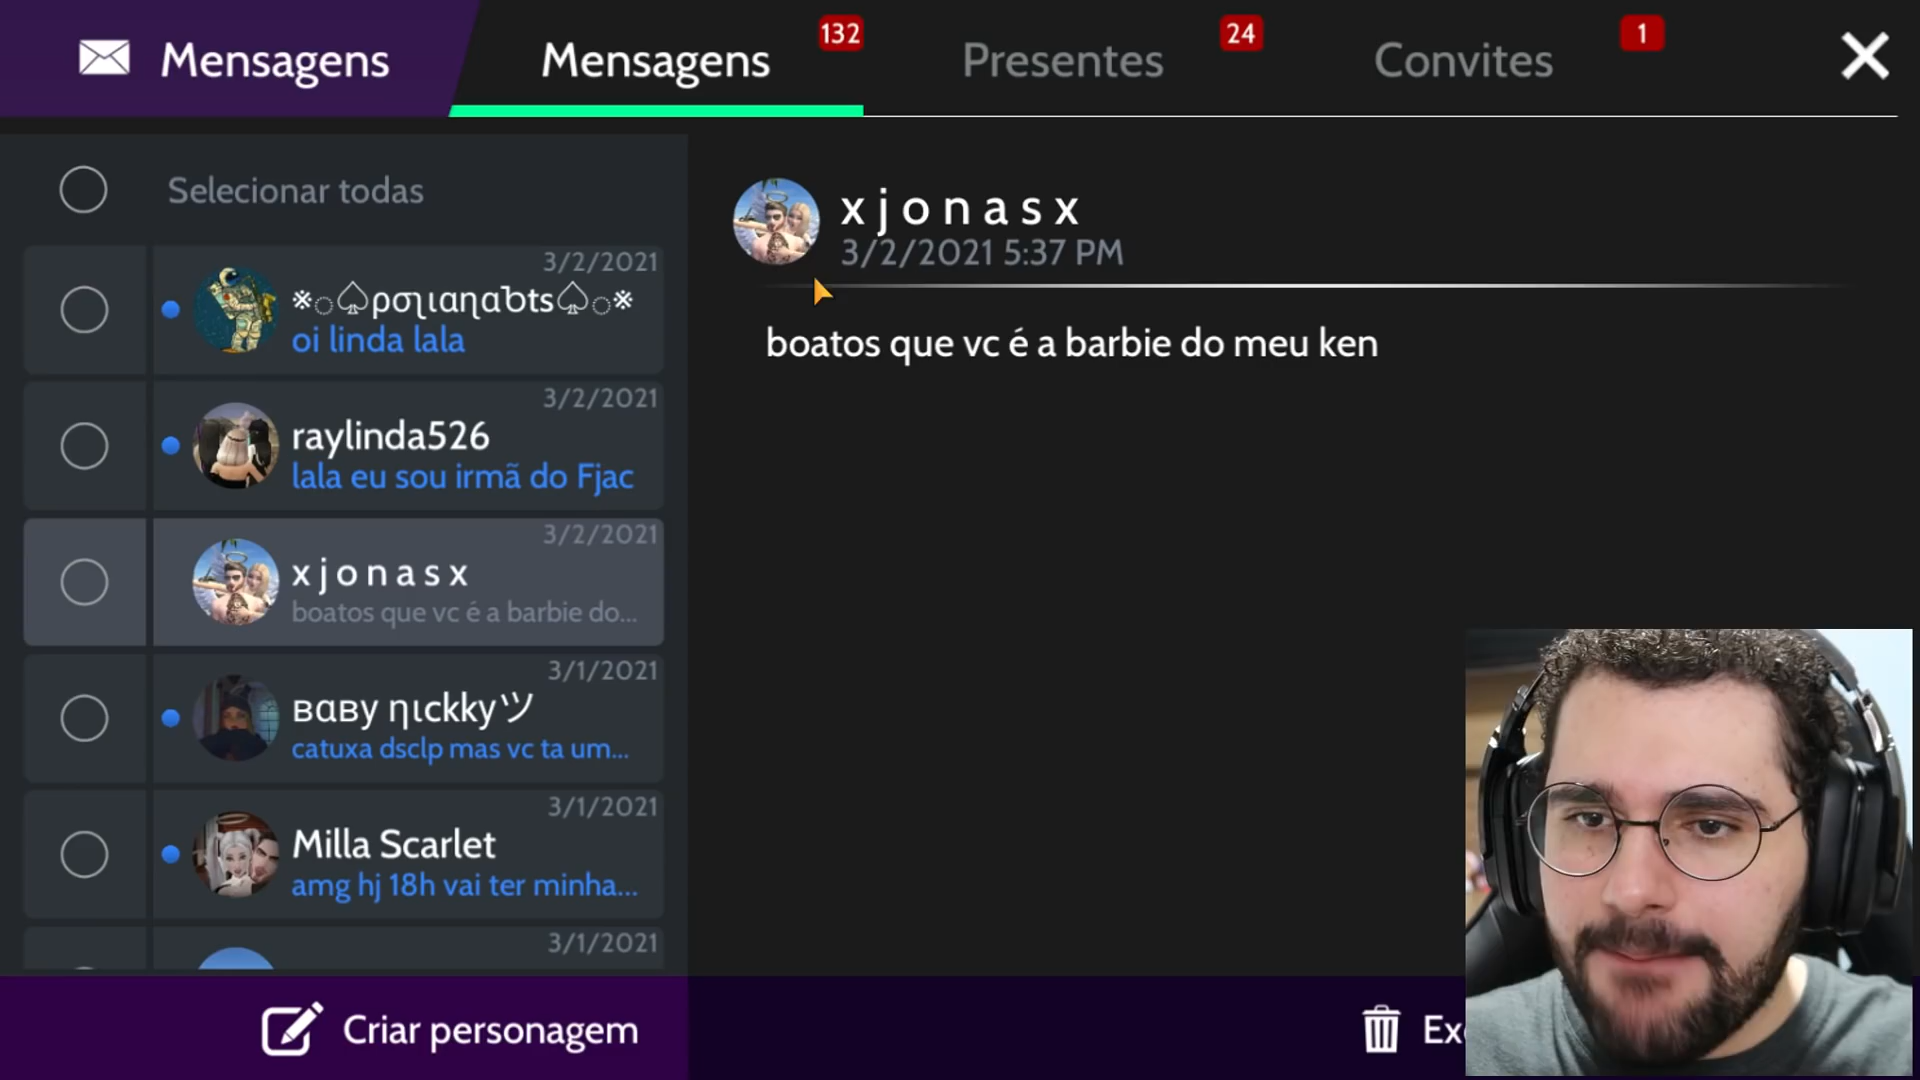 Mensagens
Mensagens 132
Presentes 24
Convites 1
Selecionar todas
3/2/2021
※ం♤ρσɳιαɳαƅts♤ం※
oi linda lala
3/2/2021
raylinda526
lala eu sou irmã do Fjac
3/2/2021
x j o n a s x
boatos que vc é a barbie do...
3/1/2021
вαвy ηιckkyツ
catuxa dsclp mas vc ta um...
3/1/2021
Milla Scarlet
amg hj 18h vai ter minha...
3/1/2021
Criar personagem
x j o n a s x
3/2/2021 5:37 PM
boatos que vc é a barbie do meu ken